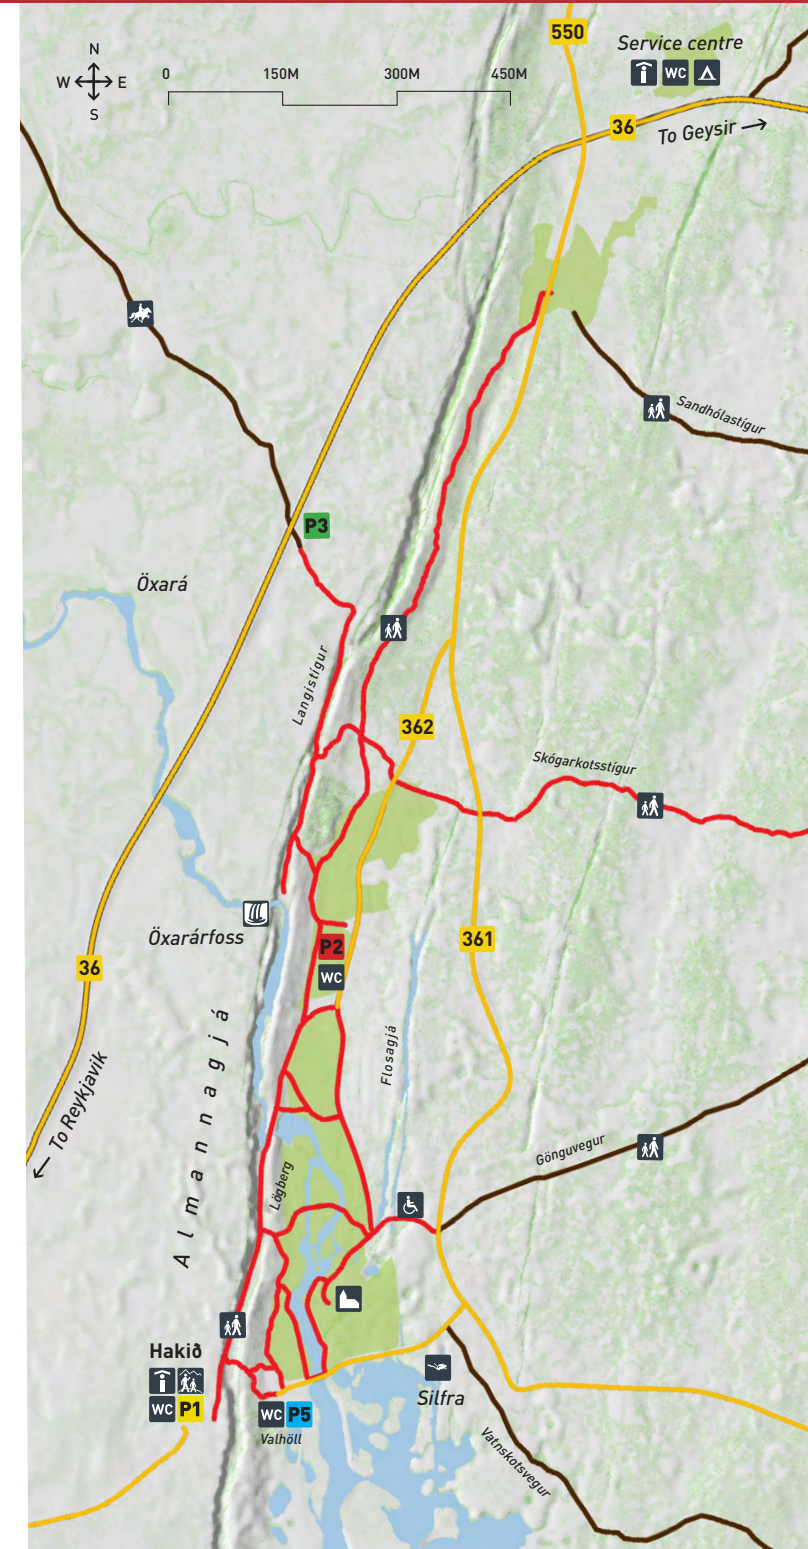 550
Service centre
WC
N
W E
S
0 150M 300M 450M
36
To Geysir
Sandhólastígur
P3
Öxará
Langistígur
362
Skógarkotsstígur
Öxarárfoss
P2
WC
361
36
To Reykjavik
Almannagjá
Flosagjá
Gönguvegur
Lögberg
Hakið
WC P1
WC P5
Valhöll
Silfra
Vatnskotsvegur